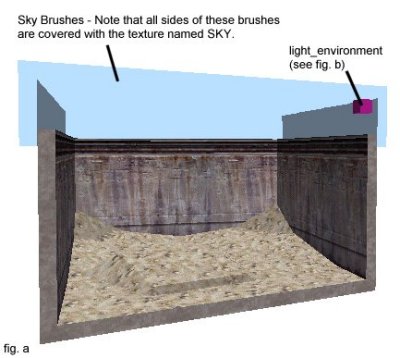 Sky Brushes - Note that all sides of these brushes
are covered with the texture named SKY.
light_environment
(see fig. b)
fig. a